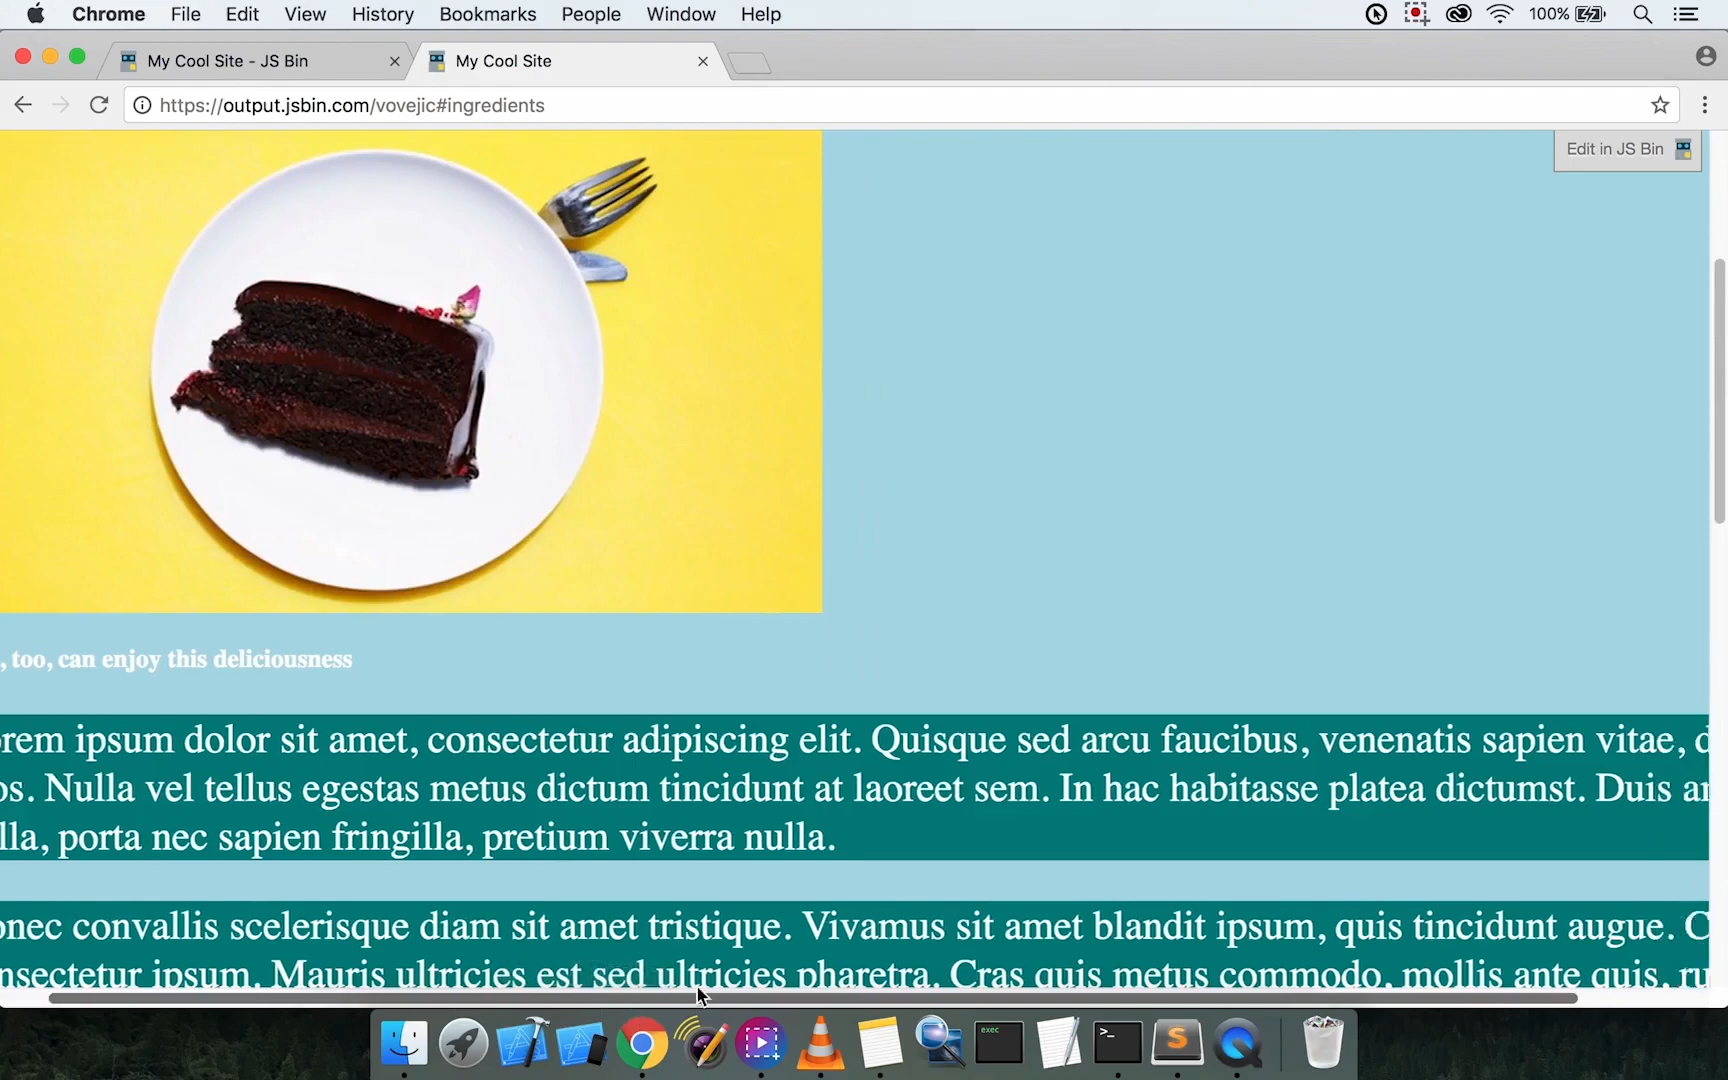 Chrome File Edit View History Bookmarks People Window Help 100%
My Cool Site - JS Bin
My Cool Site
https://output.jsbin.com/vovejic#ingredients
Edit in JS Bin
, too, can enjoy this deliciousness
rem ipsum dolor sit amet, consectetur adipiscing elit. Quisque sed arcu faucibus, venenatis sapien vitae, d
os. Nulla vel tellus egestas metus dictum tincidunt at laoreet sem. In hac habitasse platea dictumst. Duis ar
lla, porta nec sapien fringilla, pretium viverra nulla.
onec convallis scelerisque diam sit amet tristique. Vivamus sit amet blandit ipsum, quis tincidunt augue. C
nsectetur ipsum. Mauris ultricies est sed ultricies pharetra. Cras quis metus commodo, mollis ante quis, ru
exec